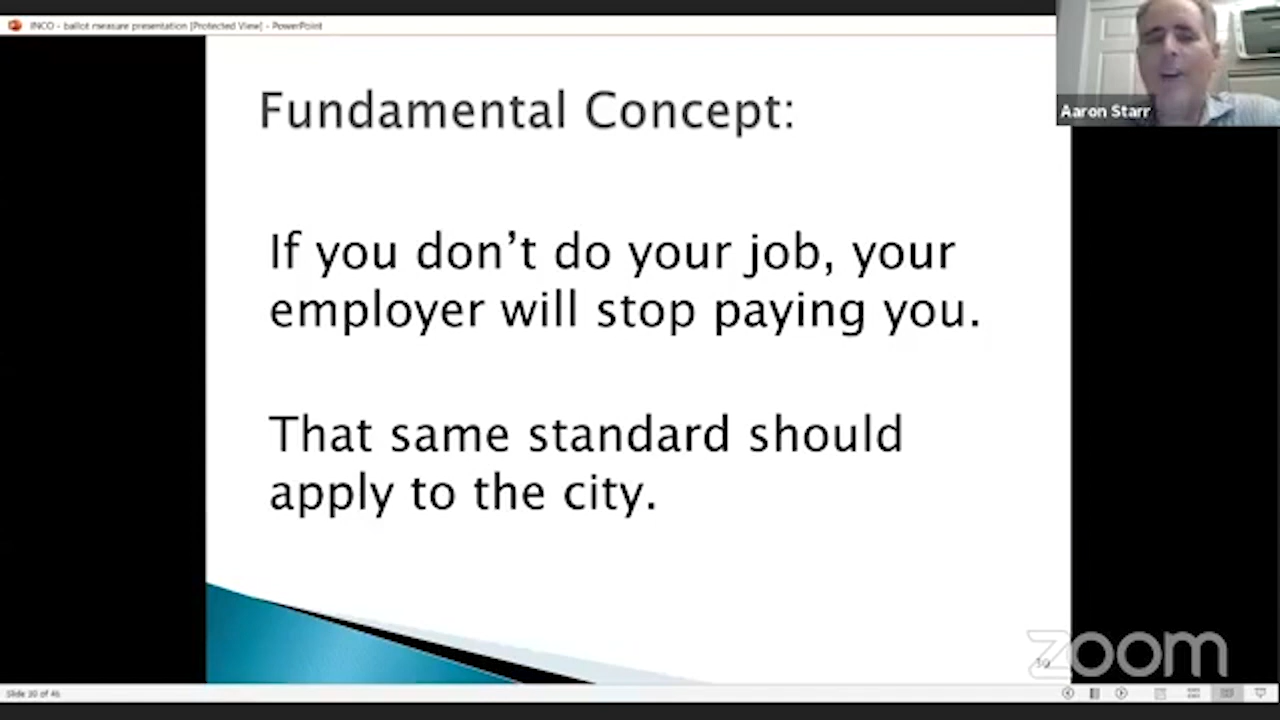 INCO - ballot measure presentation [Protected View] - PowerPoint
Aaron Starr
Fundamental Concept:
If you don't do your job, your
employer will stop paying you.
That same standard should
apply to the city.
zoom
Slide 10 of 46